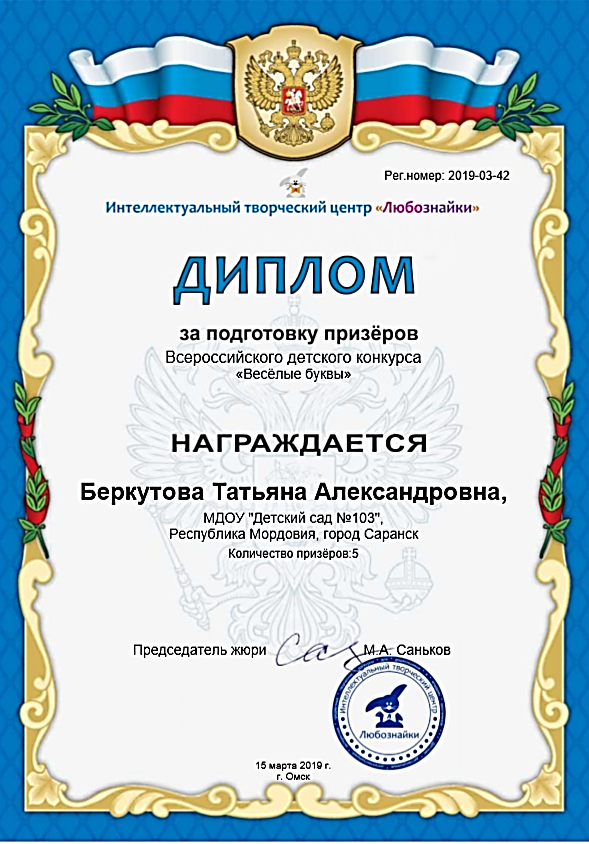 Рег.номер: 2019-03-42
Интеллектуальный творческий центр «Любознайки»
ДИПЛОМ
за подготовку призёров
Всероссийского детского конкурса
«Весёлые буквы»
НАГРАЖДАЕТСЯ
Беркутова Татьяна Александровна,
МДОУ "Детский сад №103",
Республика Мордовия, город Саранск
Количество призёров:5
Председатель жюри М.А. Саньков
Интеллектуальный творческий центр
Любознайки
15 марта 2019 г.
г. Омск